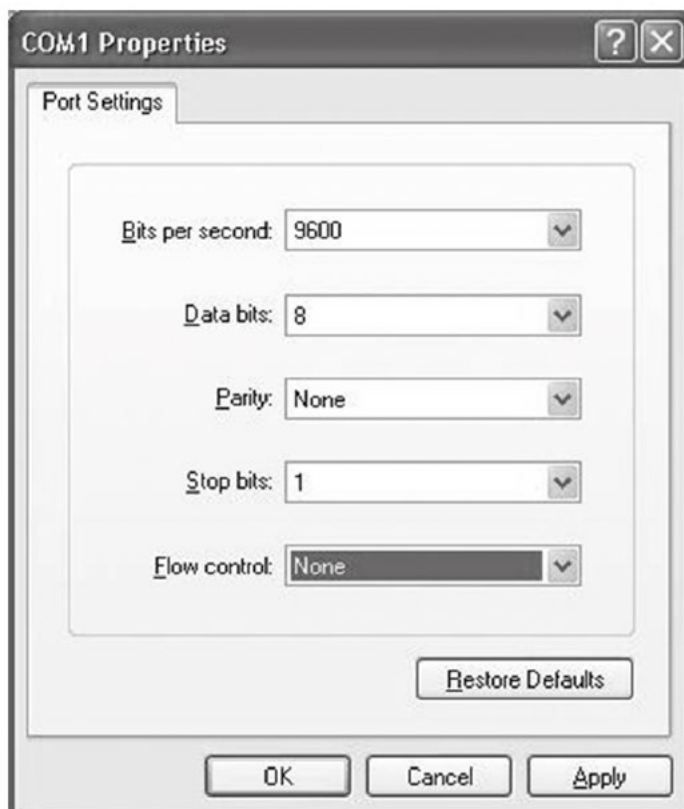 COM1 Properties
Port Settings
Bits per second: 9600
Data bits: 8
Parity: None
Stop bits: 1
Flow control: None
Restore Defaults
OK Cancel Apply